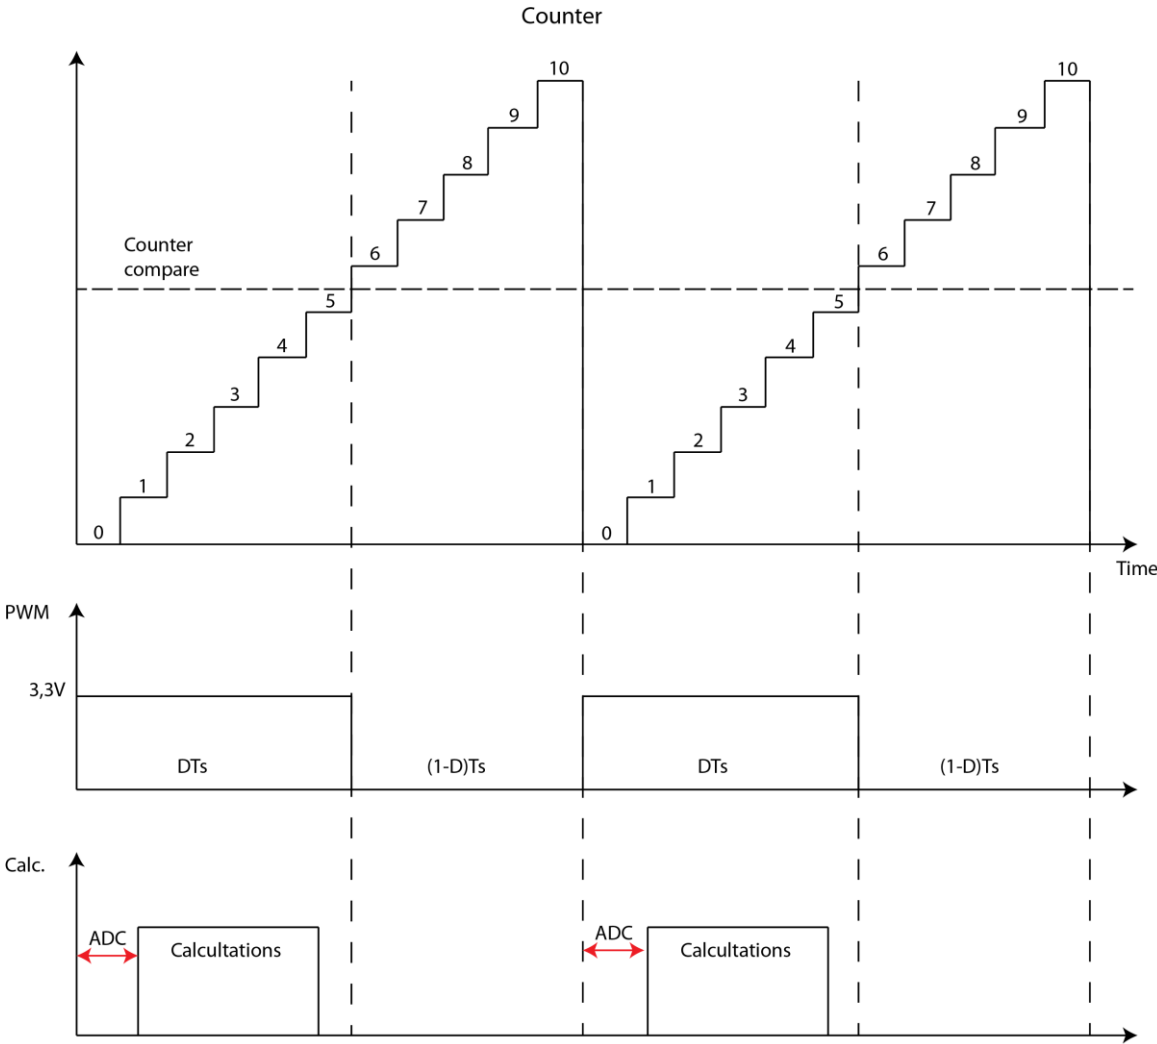 Counter
10
10
9
9
8
8
7
7
6
6
Counter
compare
5
5
4
4
3
3
2
2
1
1
0
0
Time
PWM
3,3V
DTs
(1-D)Ts
DTs
(1-D)Ts
Calc.
ADC
Calcultations
ADC
Calcultations